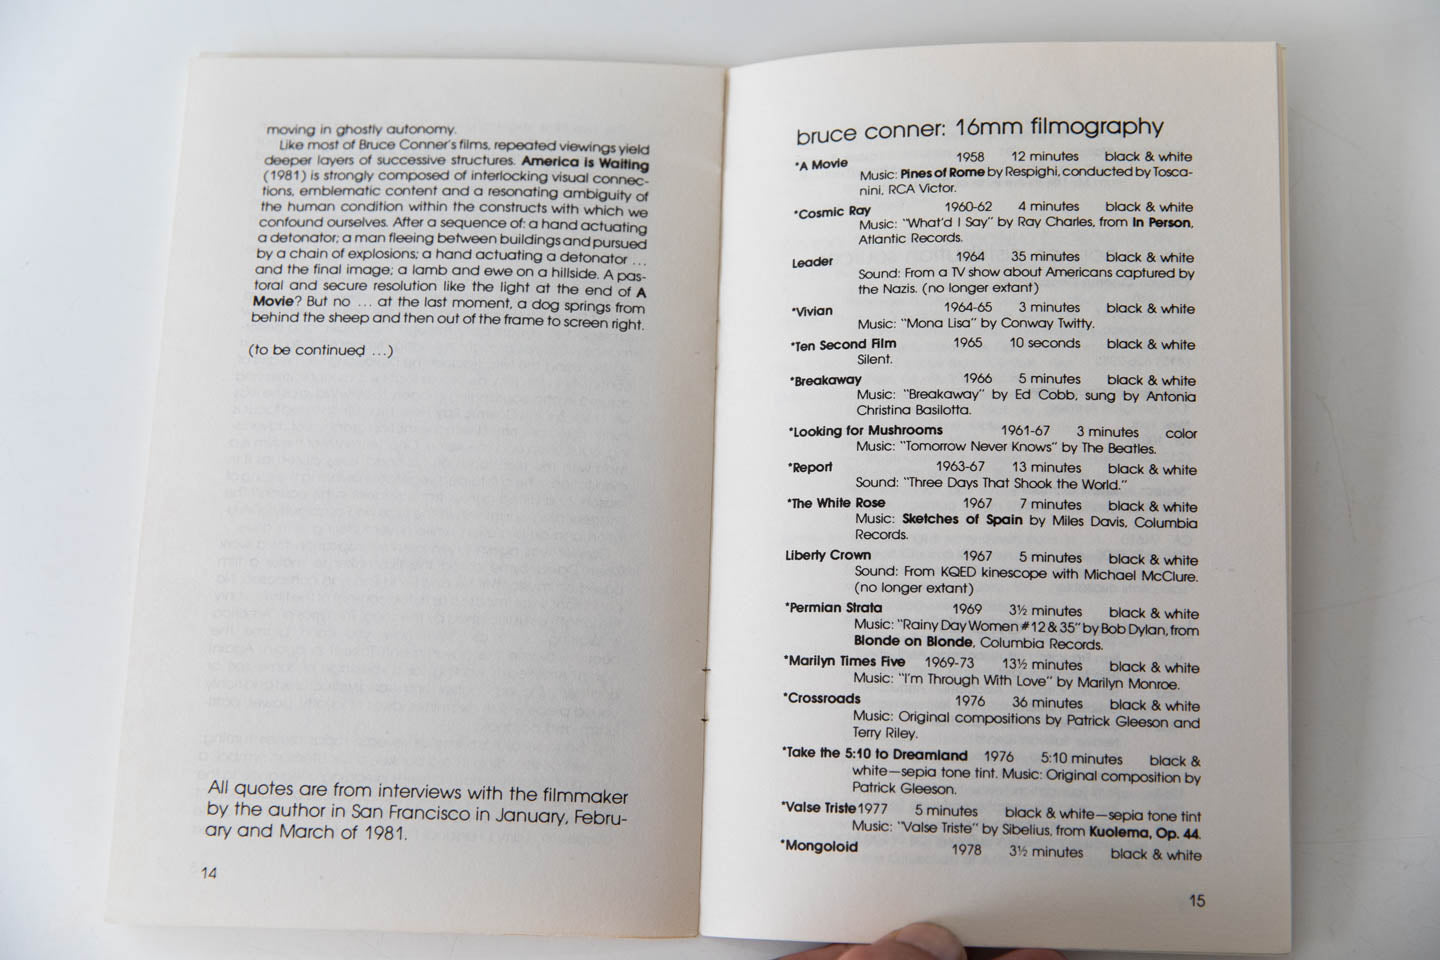 moving in ghostly autonomy.
Like most of Bruce Conner's films, repeated viewings yield
deeper layers of successive structures. America is Waiting
(1981) is strongly composed of interlocking visual connec-
tions, emblematic content and a resonating ambiguity of
the human condition within the constructs with which we
confound ourselves. After a sequence of: a hand actuating
a detonator; a man fleeing between buildings and pursued
by a chain of explosions; a hand actuating a detonator ...
and the final image; a lamb and ewe on a hillside. A pas-
toral and secure resolution like the light at the end of A
Movie? But no ... at the last moment, a dog springs from
behind the sheep and then out of the frame to screen right.
(to be continued ...)
All quotes are from interviews with the filmmaker
by the author in San Francisco in January, Febru-
ary and March of 1981.
14
bruce conner: 16mm filmography
*A Movie 1958 12 minutes black & white
Music: Pines of Rome by Respighi, conducted by Tosca-
nini, RCA Victor.
*Cosmic Ray 1960-62 4 minutes black & white
Music: "What'd I Say" by Ray Charles, from In Person,
Atlantic Records.
Leader 1964 35 minutes black & white
Sound: From a TV show about Americans captured by
the Nazis. (no longer extant)
*Vivian 1964-65 3 minutes black & white
Music: "Mona Lisa" by Conway Twitty.
*Ten Second Film 1965 10 seconds black & white
Silent.
*Breakaway 1966 5 minutes black & white
Music: "Breakaway" by Ed Cobb, sung by Antonia
Christina Basilotta.
*Looking for Mushrooms 1961-67 3 minutes color
Music: "Tomorrow Never Knows" by The Beatles.
*Report 1963-67 13 minutes black & white
Sound: "Three Days That Shook the World."
*The White Rose 1967 7 minutes black & white
Music: Sketches of Spain by Miles Davis, Columbia
Records.
Liberty Crown 1967 5 minutes black & white
Sound: From KQED kinescope with Michael McClure.
(no longer extant)
*Permian Strata 1969 3½ minutes black & white
Music: "Rainy Day Women #12 & 35" by Bob Dylan, from
Blonde on Blonde, Columbia Records.
*Marilyn Times Five 1969-73 13½ minutes black & white
Music: "I'm Through With Love" by Marilyn Monroe.
*Crossroads 1976 36 minutes black & white
Music: Original compositions by Patrick Gleeson and
Terry Riley.
*Take the 5:10 to Dreamland 1976 5:10 minutes black &
white—sepia tone tint. Music: Original composition by
Patrick Gleeson.
*Valse Triste 1977 5 minutes black & white—sepia tone tint
Music: "Valse Triste" by Sibelius, from Kuolema, Op. 44.
*Mongoloid 1978 3½ minutes black & white
15